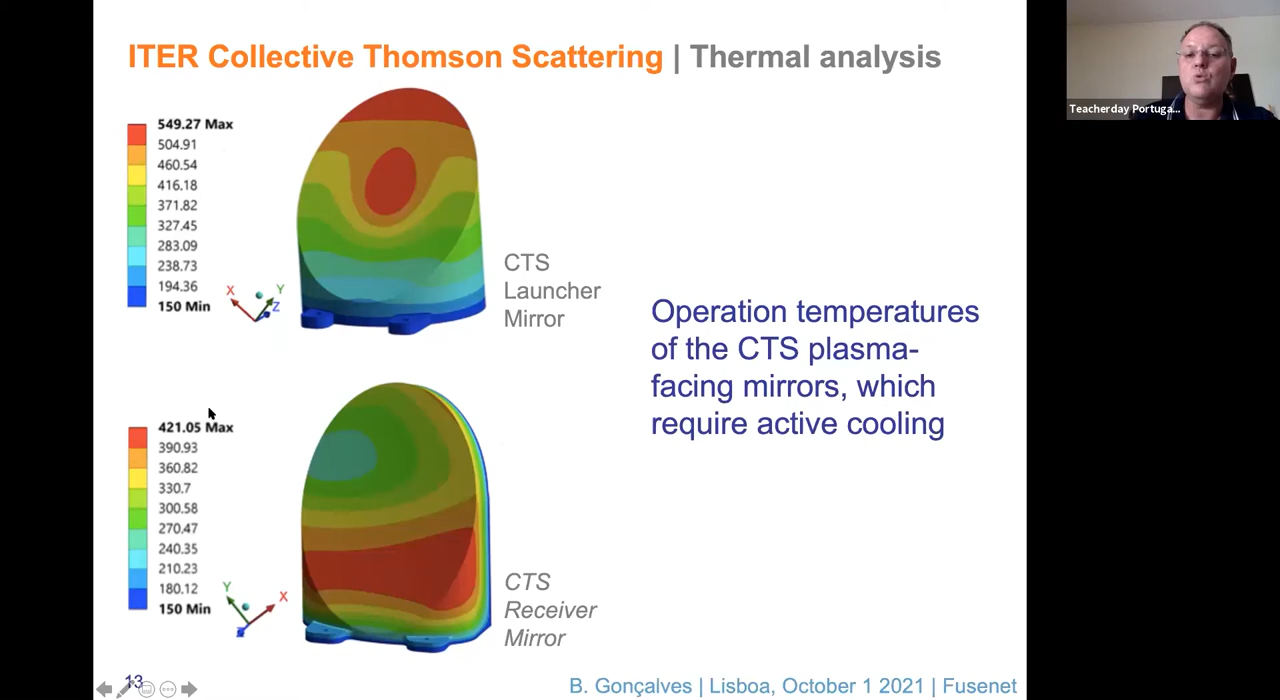 ITER Collective Thomson Scattering | Thermal analysis
Teacherday Portuga...
549.27 Max
504.91
460.54
416.18
371.82
327.45
283.09
238.73
194.36
150 Min
X
Y
Z
CTS
Launcher
Mirror
Operation temperatures
of the CTS plasma-
facing mirrors, which
require active cooling
421.05 Max
390.93
360.82
330.7
300.58
270.47
240.35
210.23
180.12
150 Min
Y
X
CTS
Receiver
Mirror
13
B. Gonçalves | Lisboa, October 1 2021 | Fusenet